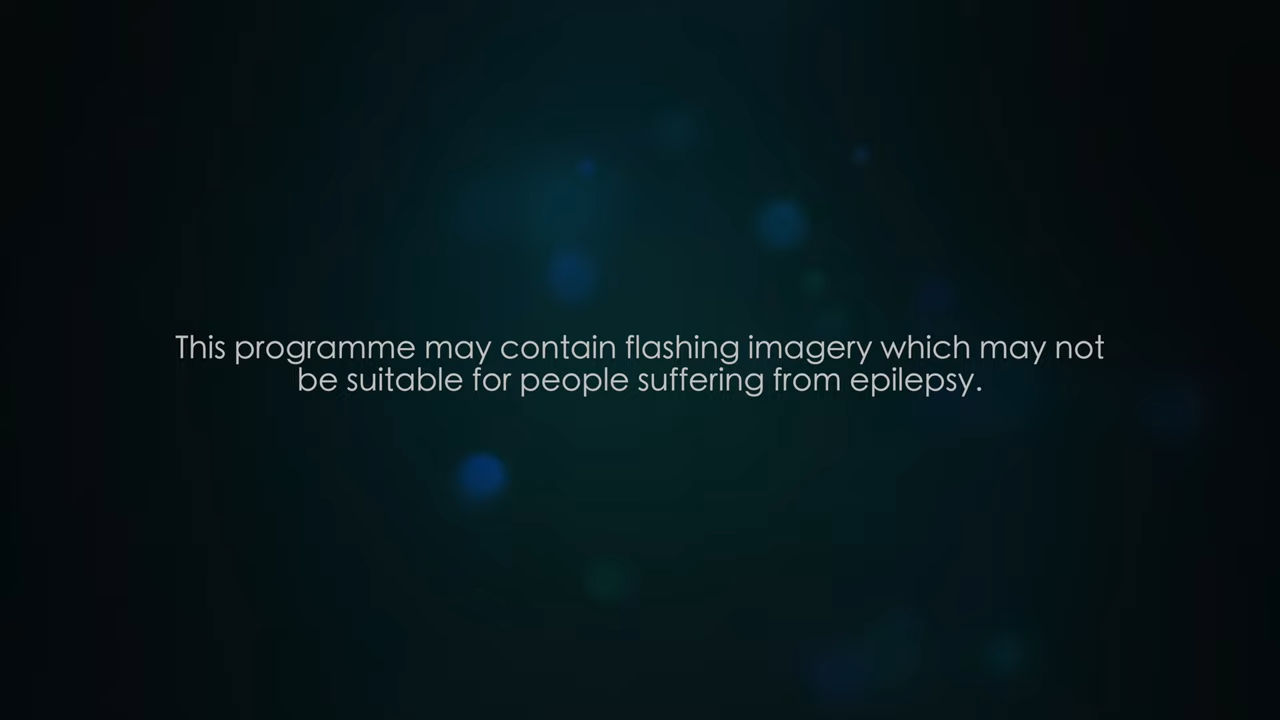 This programme may contain flashing imagery which may not
be suitable for people suffering from epilepsy.